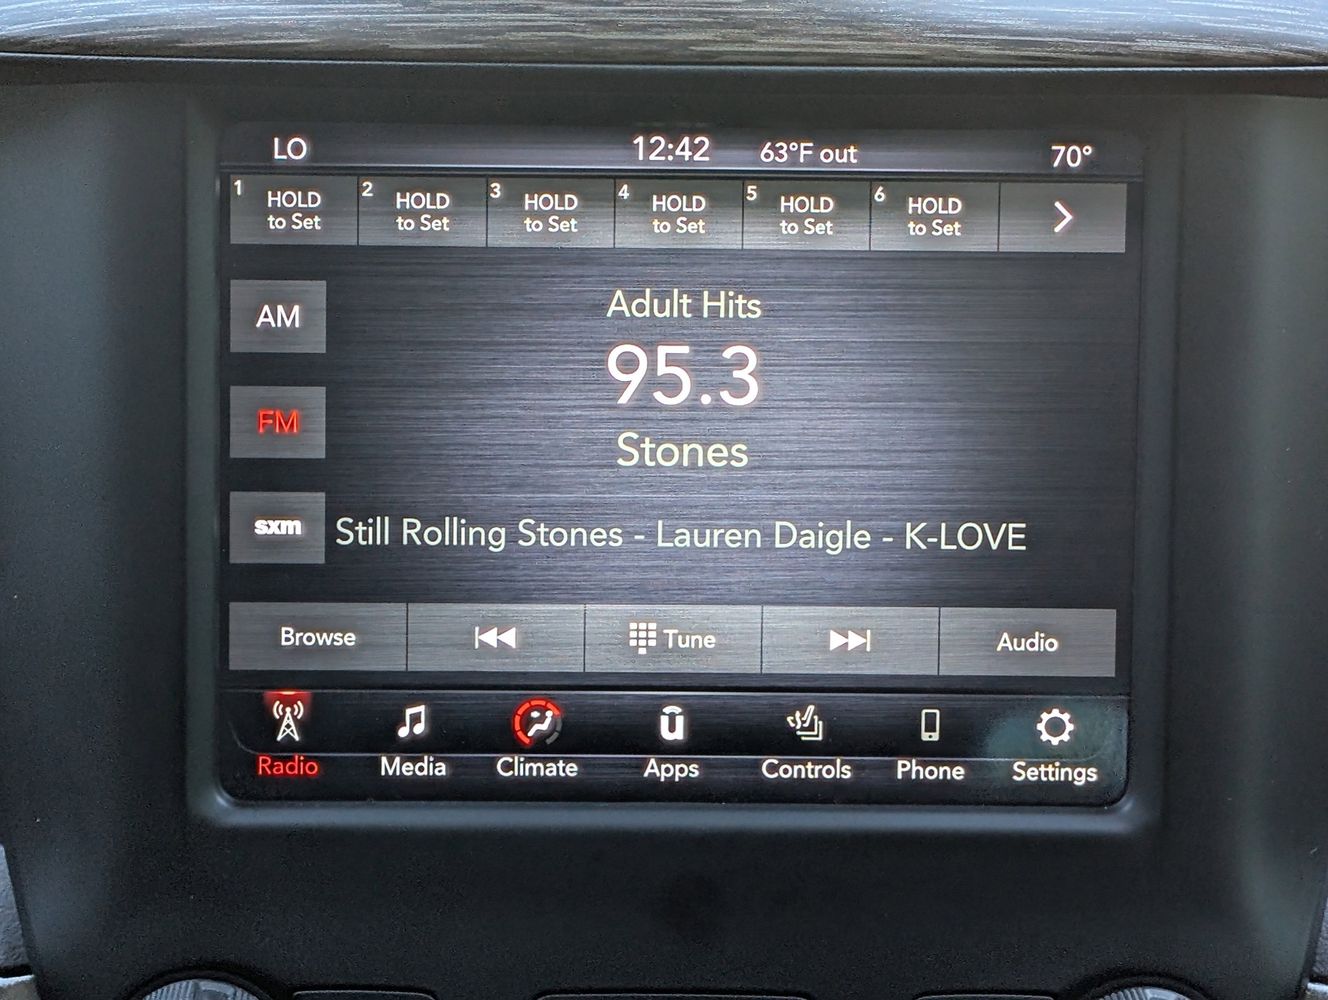 LO 12:42 63°F out 70°
1 HOLD to Set
2 HOLD to Set
3 HOLD to Set
4 HOLD to Set
5 HOLD to Set
6 HOLD to Set
AM
Adult Hits
95.3
FM
Stones
sxm
Still Rolling Stones - Lauren Daigle - K-LOVE
Browse Tune Audio
Radio Media Climate Apps Controls Phone Settings